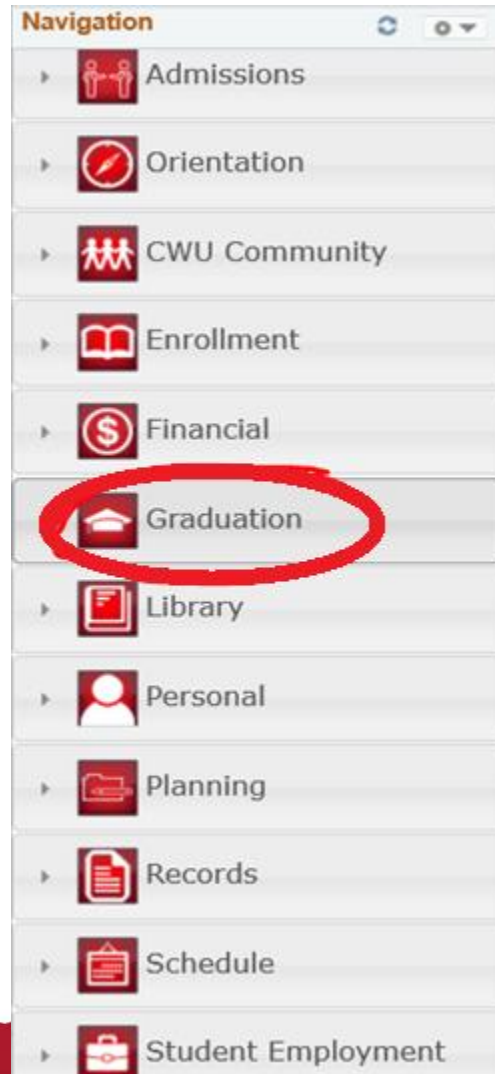 Navigation
Admissions
Orientation
CWU Community
Enrollment
Financial
Graduation
Library
Personal
Planning
Records
Schedule
Student Employment